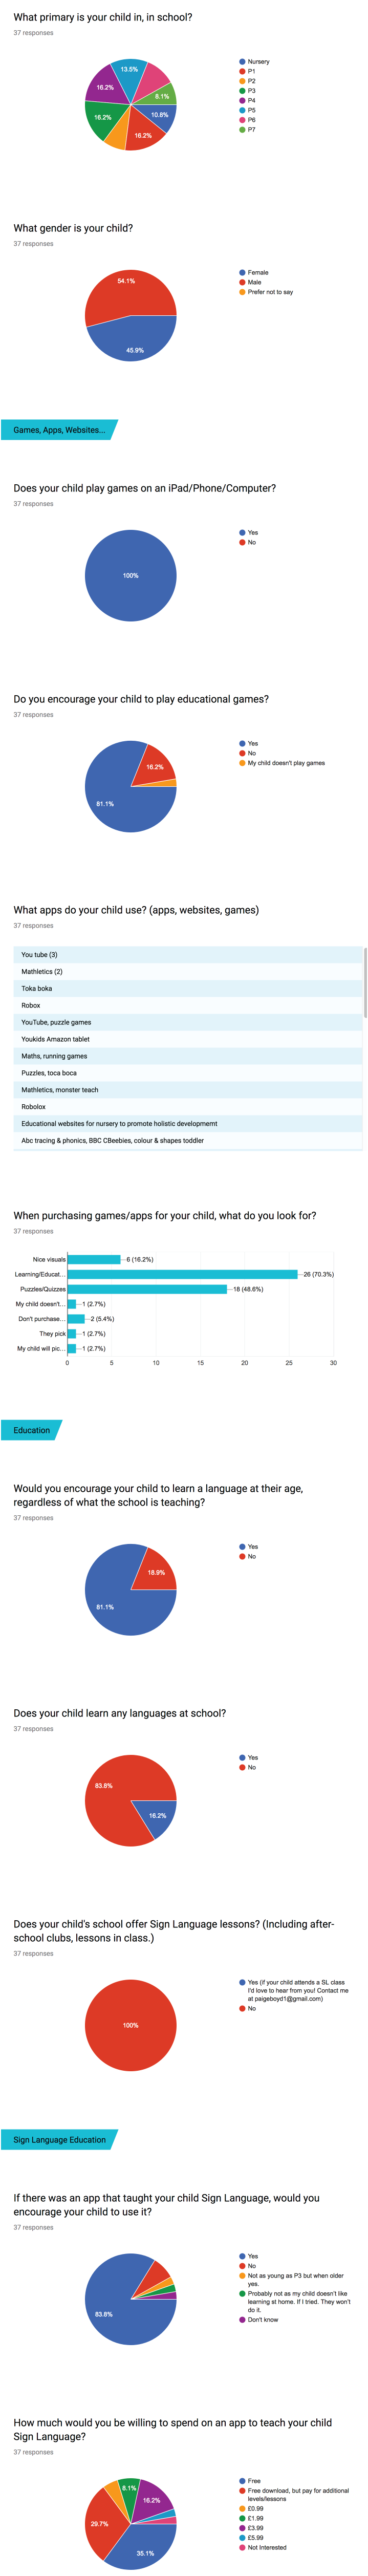 What primary is your child in, in school?
37 responses
13.5%
16.2%
8.1%
10.8%
16.2%
16.2%
Nursery
P1
P2
P3
P4
P5
P6
P7
What gender is your child?
37 responses
54.1%
45.9%
Female
Male
Prefer not to say
Games, Apps, Websites...
Does your child play games on an iPad/Phone/Computer?
37 responses
100%
Yes
No
Do you encourage your child to play educational games?
37 responses
16.2%
81.1%
Yes
No
My child doesn't play games
What apps do your child use? (apps, websites, games)
37 responses
You tube (3)
Mathletics (2)
Toka boka
Robox
YouTube, puzzle games
Youkids Amazon tablet
Maths, running games
Puzzles, toca boca
Mathletics, monster teach
Robolox
Educational websites for nursery to promote holistic developmemt
Abc tracing & phonics, BBC CBeebies, colour & shapes toddler
When purchasing games/apps for your child, what do you look for?
37 responses
Nice visuals 6 (16.2%)
Learning/Educat... 26 (70.3%)
Puzzles/Quizzes 18 (48.6%)
My child doesn't... 1 (2.7%)
Don't purchase... 2 (5.4%)
They pick 1 (2.7%)
My child will pic... 1 (2.7%)
0 5 10 15 20 25 30
Education
Would you encourage your child to learn a language at their age,
regardless of what the school is teaching?
37 responses
18.9%
81.1%
Yes
No
Does your child learn any languages at school?
37 responses
83.8%
16.2%
Yes
No
Does your child's school offer Sign Language lessons? (Including after-
school clubs, lessons in class.)
37 responses
100%
Yes (if your child attends a SL class
I'd love to hear from you! Contact me
at paigeboyd1@gmail.com)
No
Sign Language Education
If there was an app that taught your child Sign Language, would you
encourage your child to use it?
37 responses
83.8%
Yes
No
Not as young as P3 but when older
yes.
Probably not as my child doesn't like
learning st home. If I tried. They won't
do it.
Don't know
How much would you be willing to spend on an app to teach your child
Sign Language?
37 responses
8.1%
16.2%
29.7%
35.1%
Free
Free download, but pay for additional
levels/lessons
£0.99
£1.99
£3.99
£5.99
Not Interested